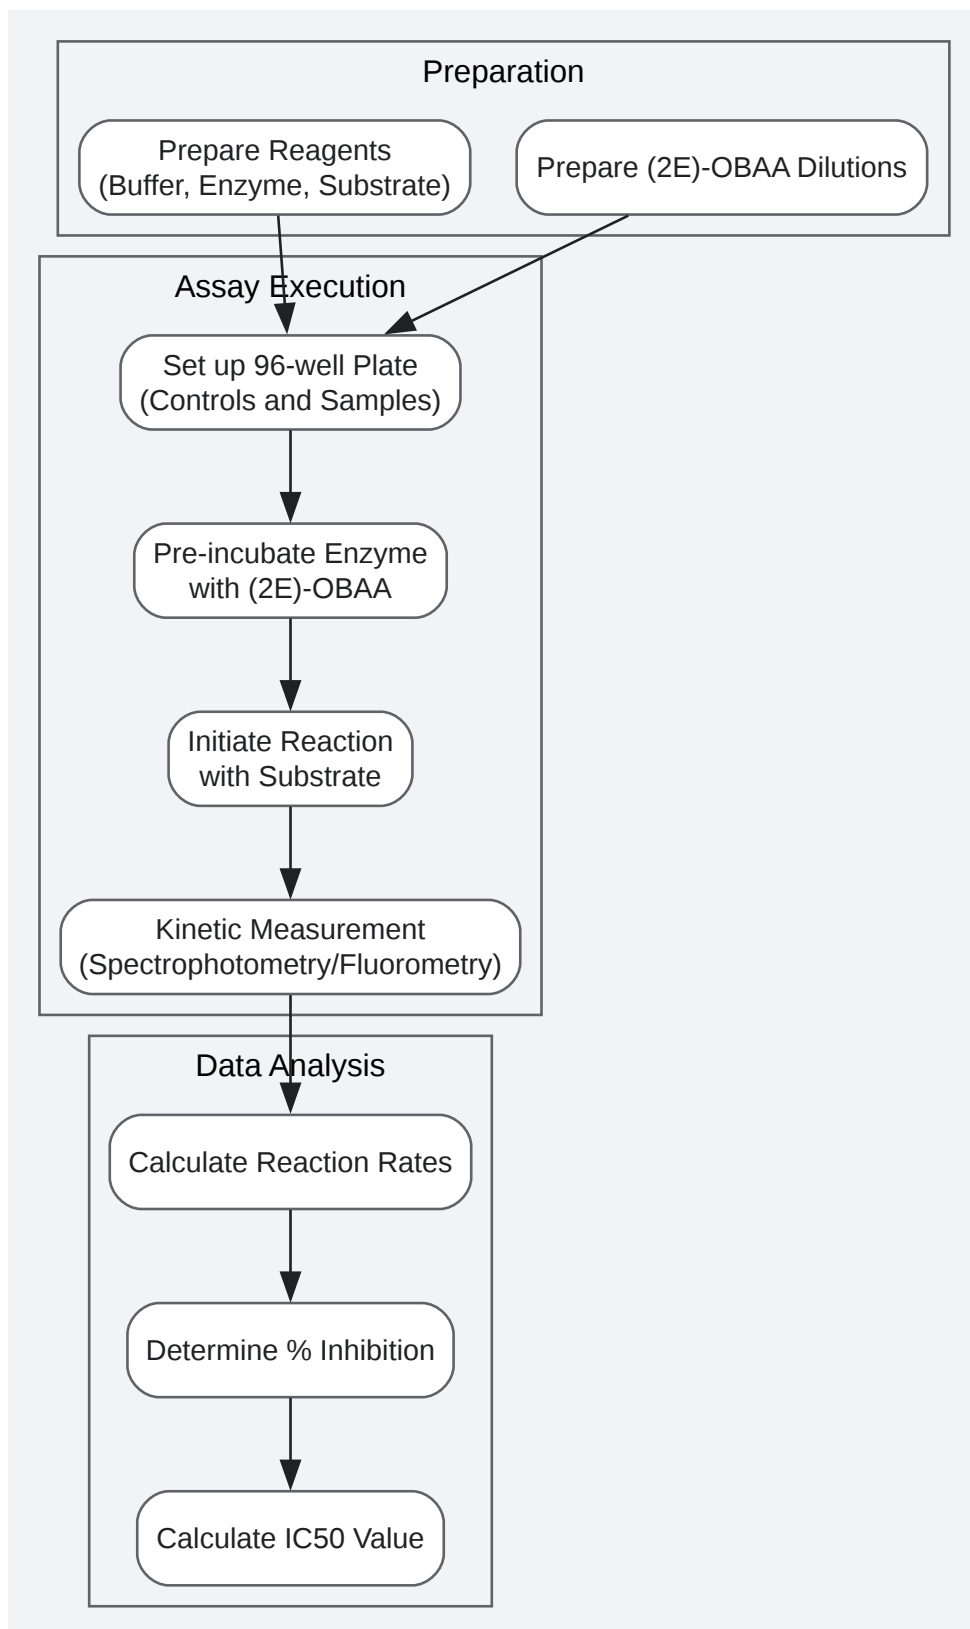 Preparation
Prepare Reagents
(Buffer, Enzyme, Substrate)
Prepare (2E)-OBAA Dilutions
Assay Execution
Set up 96-well Plate
(Controls and Samples)
Pre-incubate Enzyme
with (2E)-OBAA
Initiate Reaction
with Substrate
Kinetic Measurement
(Spectrophotometry/Fluorometry)
Data Analysis
Calculate Reaction Rates
Determine % Inhibition
Calculate IC50 Value